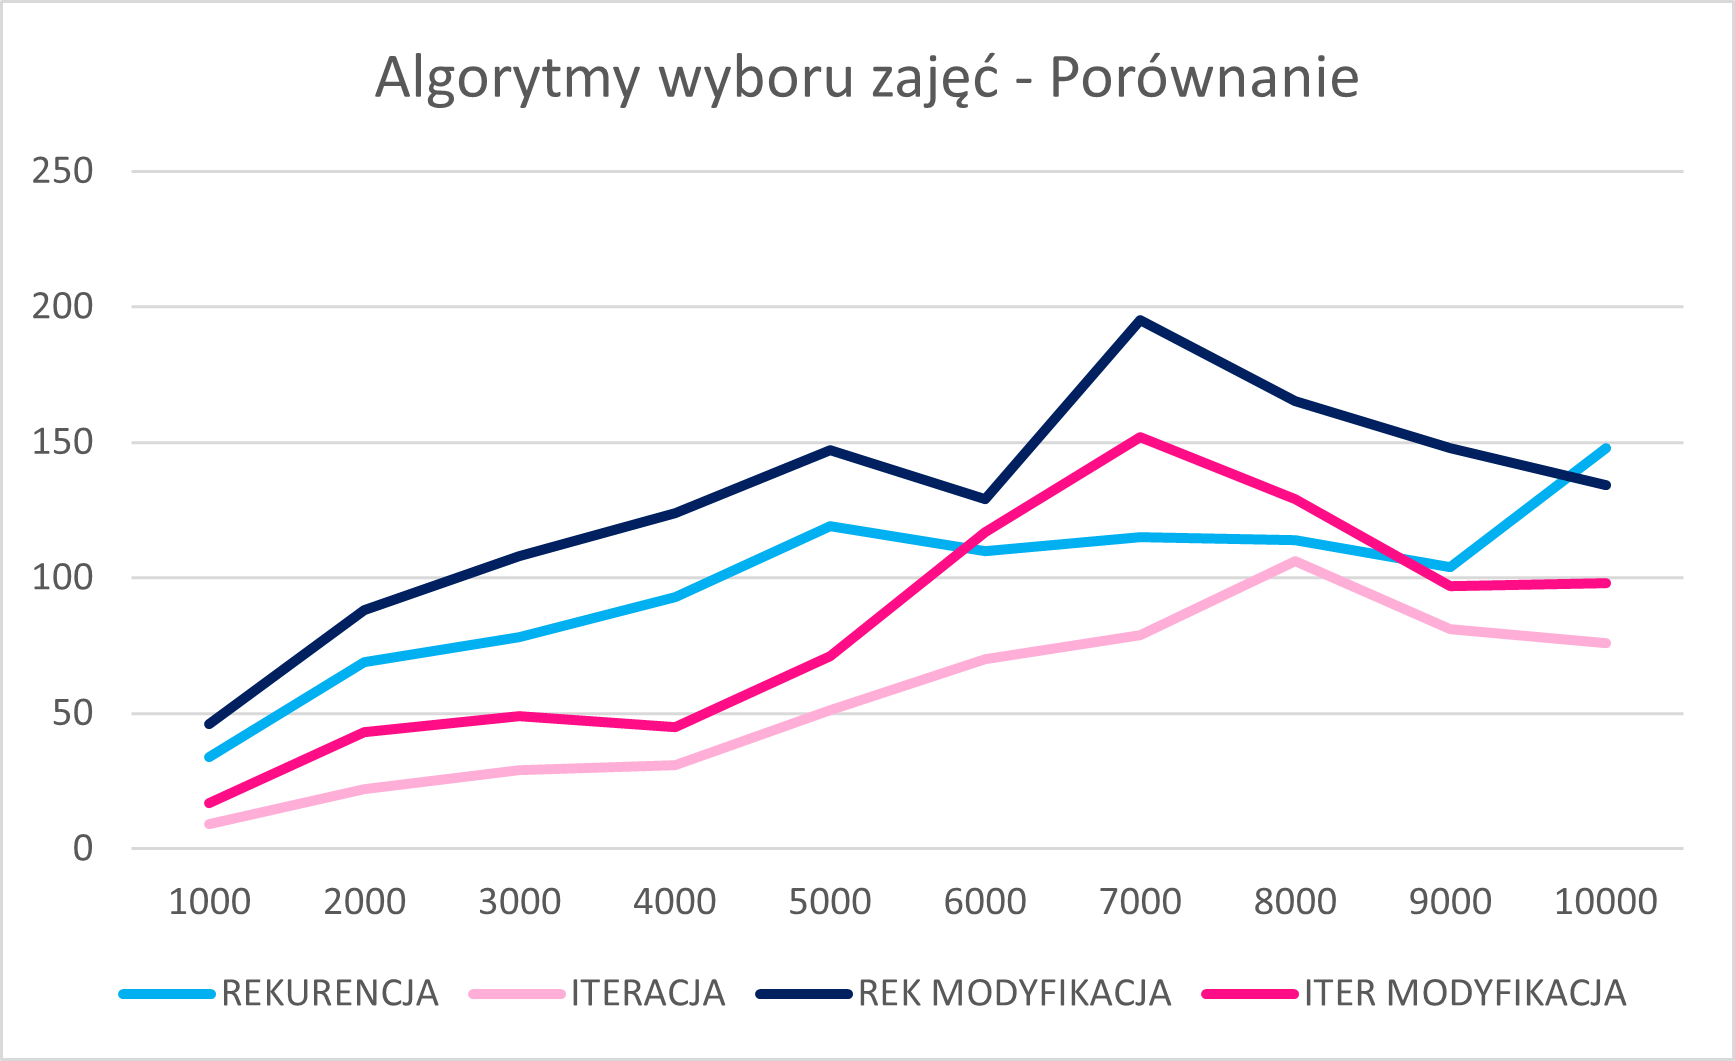 Algorytmy wyboru zajęć - Porównanie
250
200
150
100
50
0
1000 2000 3000 4000 5000 6000 7000 8000 9000 10000
REKURENCJA ITERACJA REK MODYFIKACJA ITER MODYFIKACJA